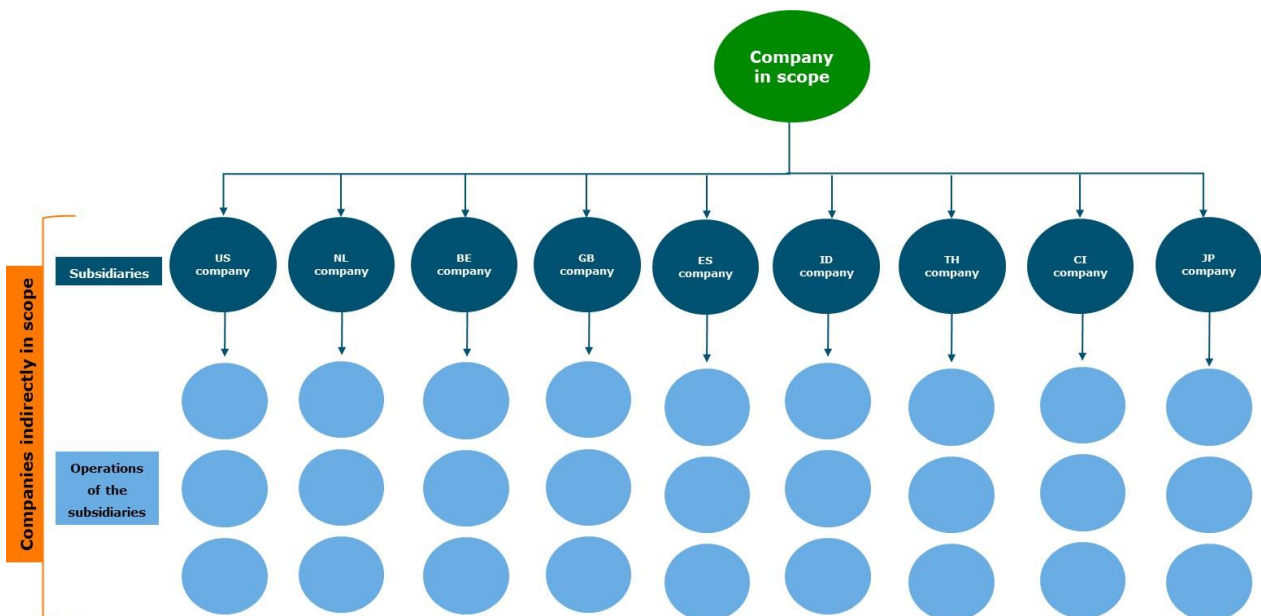 Company
in scope
Companies indirectly in scope
Subsidiaries
US
company
NL
company
BE
company
GB
company
ES
company
ID
company
TH
company
CI
company
JP
company
Operations
of the
subsidiaries